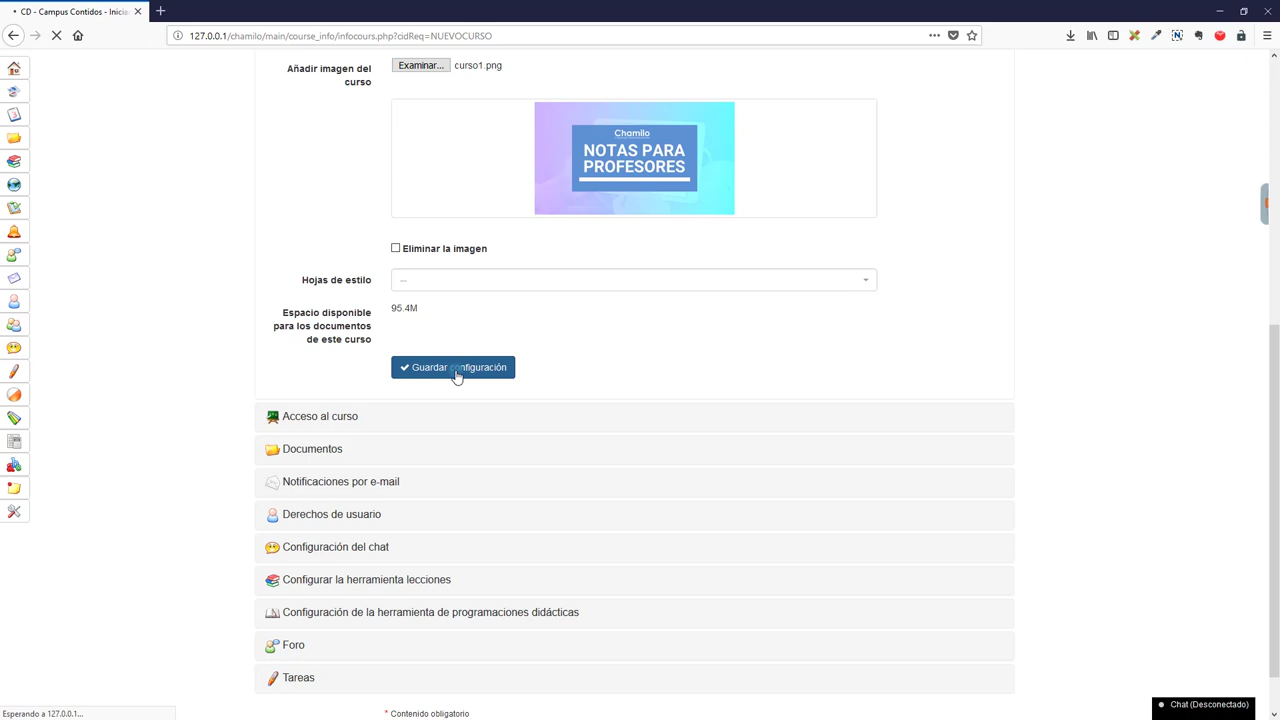 CD - Campus Contidos - Inicia
127.0.0.1/chamilo/main/course_info/infocours.php?cidReq=NUEVOCURSO
Añadir imagen del
curso
Examinar... curso1.png
Chamilo
NOTAS PARA
PROFESORES
Eliminar la imagen
Hojas de estilo
--
Espacio disponible
para los documentos
de este curso
95.4M
Guardar configuración
Acceso al curso
Documentos
Notificaciones por e-mail
Derechos de usuario
Configuración del chat
Configurar la herramienta lecciones
Configuración de la herramienta de programaciones didácticas
Foro
Tareas
* Contenido obligatorio
Chat (Desconectado)
Esperando a 127.0.0.1...